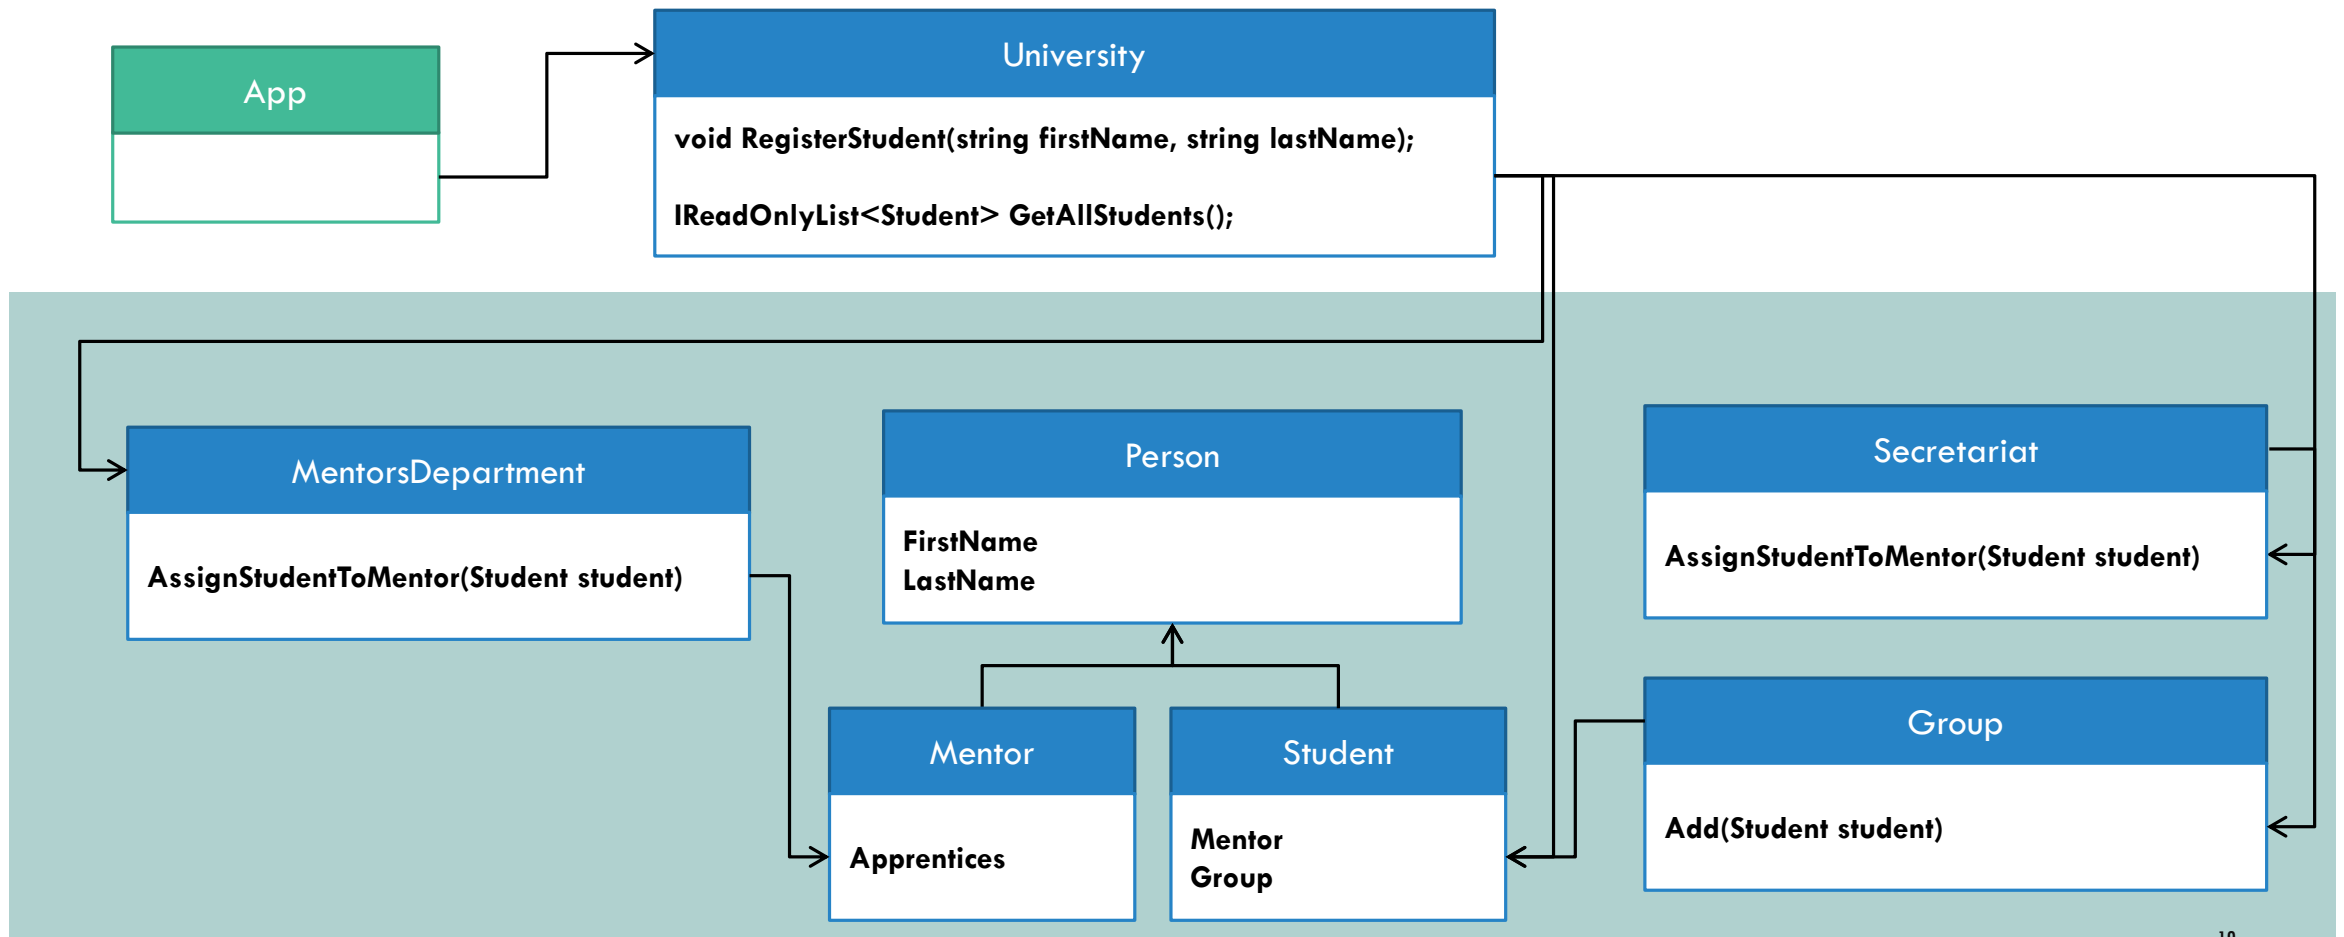 App
University
void RegisterStudent(string firstName, string lastName);
IReadOnlyList<Student> GetAllStudents();
MentorsDepartment
AssignStudentToMentor(Student student)
Person
FirstName
LastName
Secretariat
AssignStudentToMentor(Student student)
Mentor
Apprentices
Student
Mentor
Group
Group
Add(Student student)